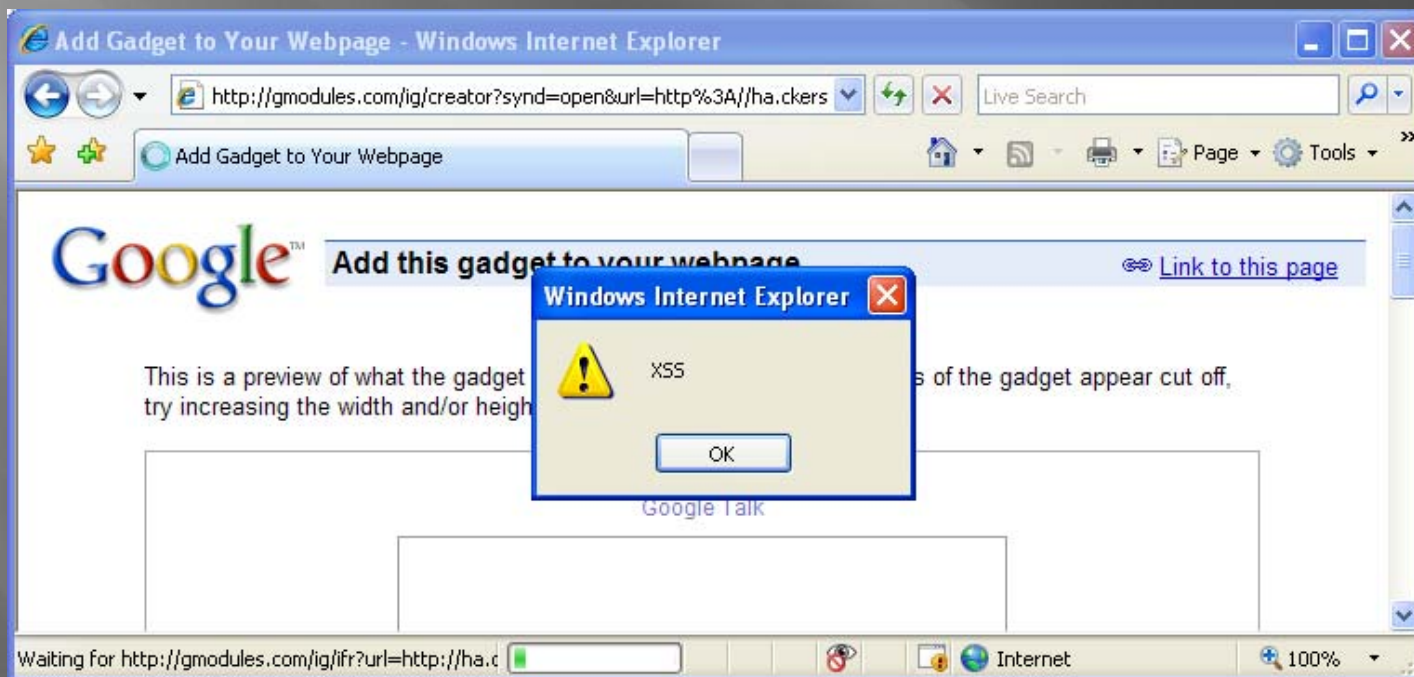 Add Gadget to Your Webpage - Windows Internet Explorer
http://gmodules.com/ig/creator?synd=open&url=http%3A//ha.ckers
Live Search
Add Gadget to Your Webpage
Page
Tools
»
Google™
Add this gadget to your webpage
Link to this page
Windows Internet Explorer
XSS
OK
This is a preview of what the gadget s of the gadget appear cut off,
try increasing the width and/or heigh
Google Talk
Waiting for http://gmodules.com/ig/ifr?url=http://ha.c
Internet
100%